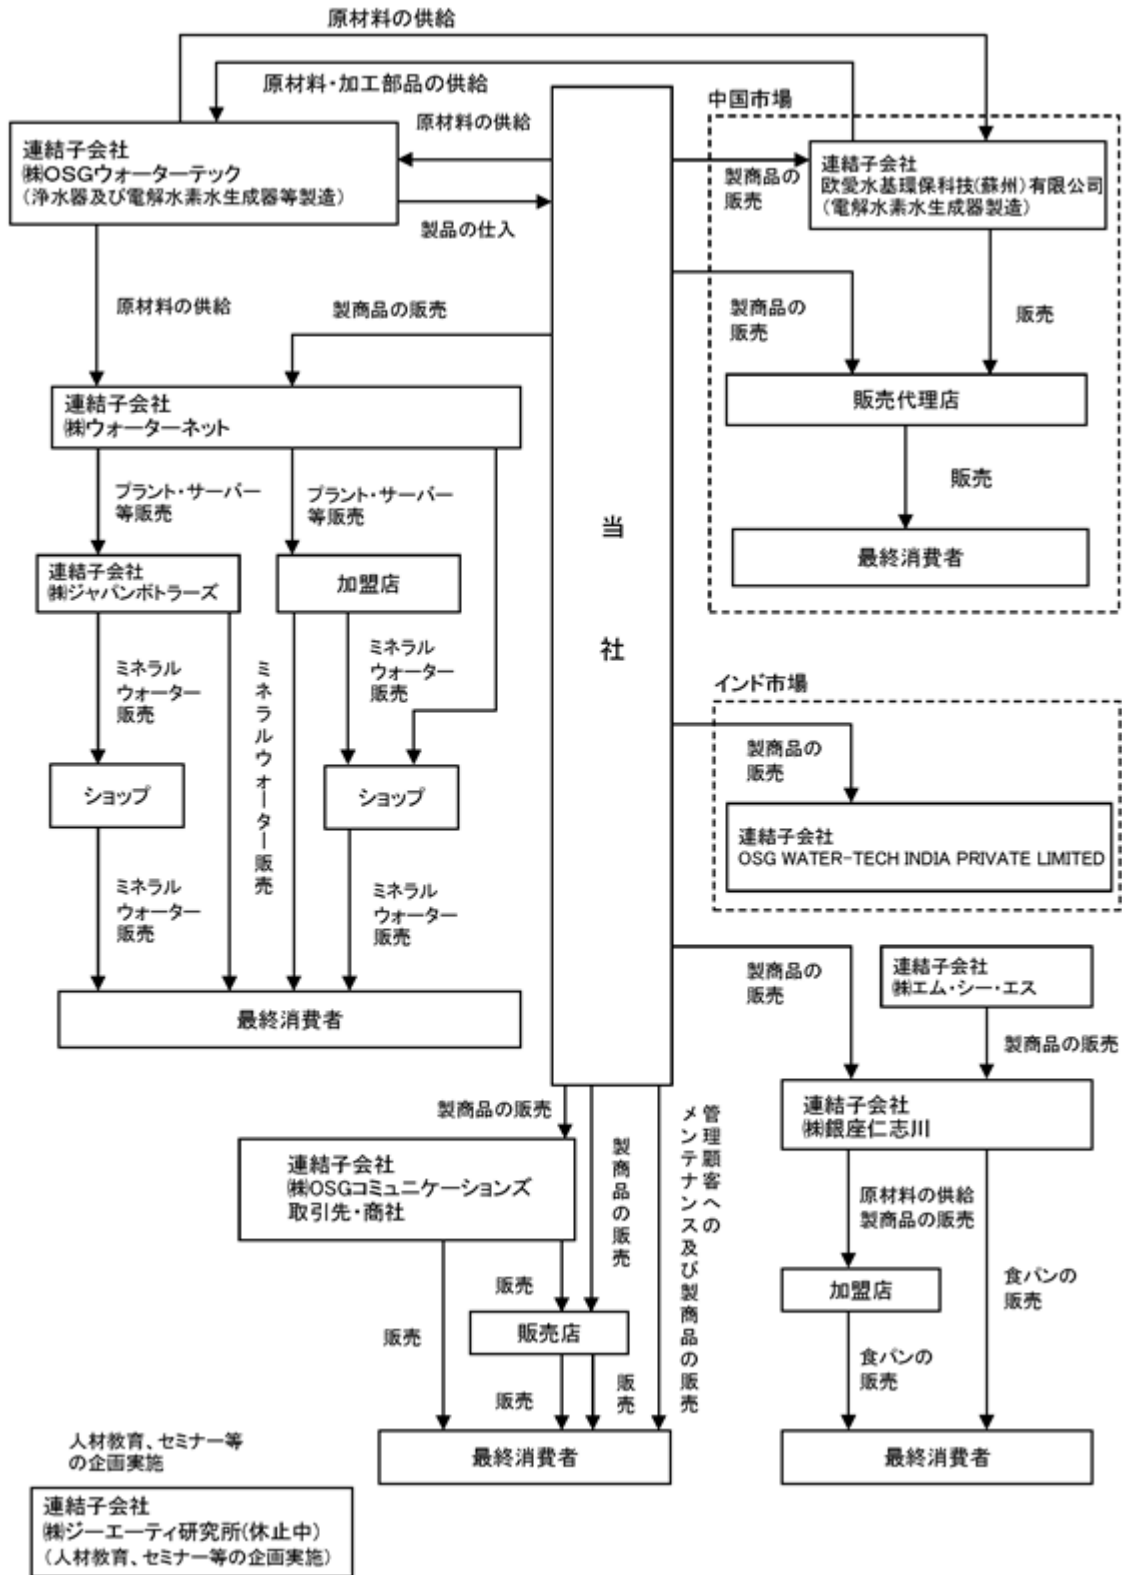 原材料の供給
原材料・加工部品の供給
原材料の供給
中国市場
連結子会社
㈱OSGウォーターテック
（浄水器及び電解水素水生成器等製造）
製品の仕入
製商品の
販売
連結子会社
欧愛水基環保科技(蘇州)有限公司
（電解水素水生成器製造）
原材料の供給
製商品の販売
製商品の
販売
販売
連結子会社
㈱ウォーターネット
販売代理店
販売
最終消費者
プラント・サーバー
等販売
プラント・サーバー
等販売
当社
連結子会社
㈱ジャパンボトラーズ
加盟店
ミネラル
ウォーター
販売
ミネラルウォーター販売
ミネラル
ウォーター
販売
ショップ
ショップ
ミネラル
ウォーター
販売
ミネラル
ウォーター
販売
最終消費者
インド市場
製商品の
販売
連結子会社
OSG WATER-TECH INDIA PRIVATE LIMITED
製商品の
販売
連結子会社
㈱エム・シー・エス
製商品の販売
連結子会社
㈱銀座仁志川
原材料の供給
製商品の販売
加盟店
食パンの
販売
食パンの
販売
最終消費者
製商品の販売
連結子会社
㈱OSGコミュニケーションズ
取引先・商社
製商品の販売
管理顧客への
メンテナンス及び製商品の販売
販売
販売
販売店
販売
販売
最終消費者
人材教育、セミナー等
の企画実施
連結子会社
㈱ジーエーティ研究所(休止中)
（人材教育、セミナー等の企画実施）